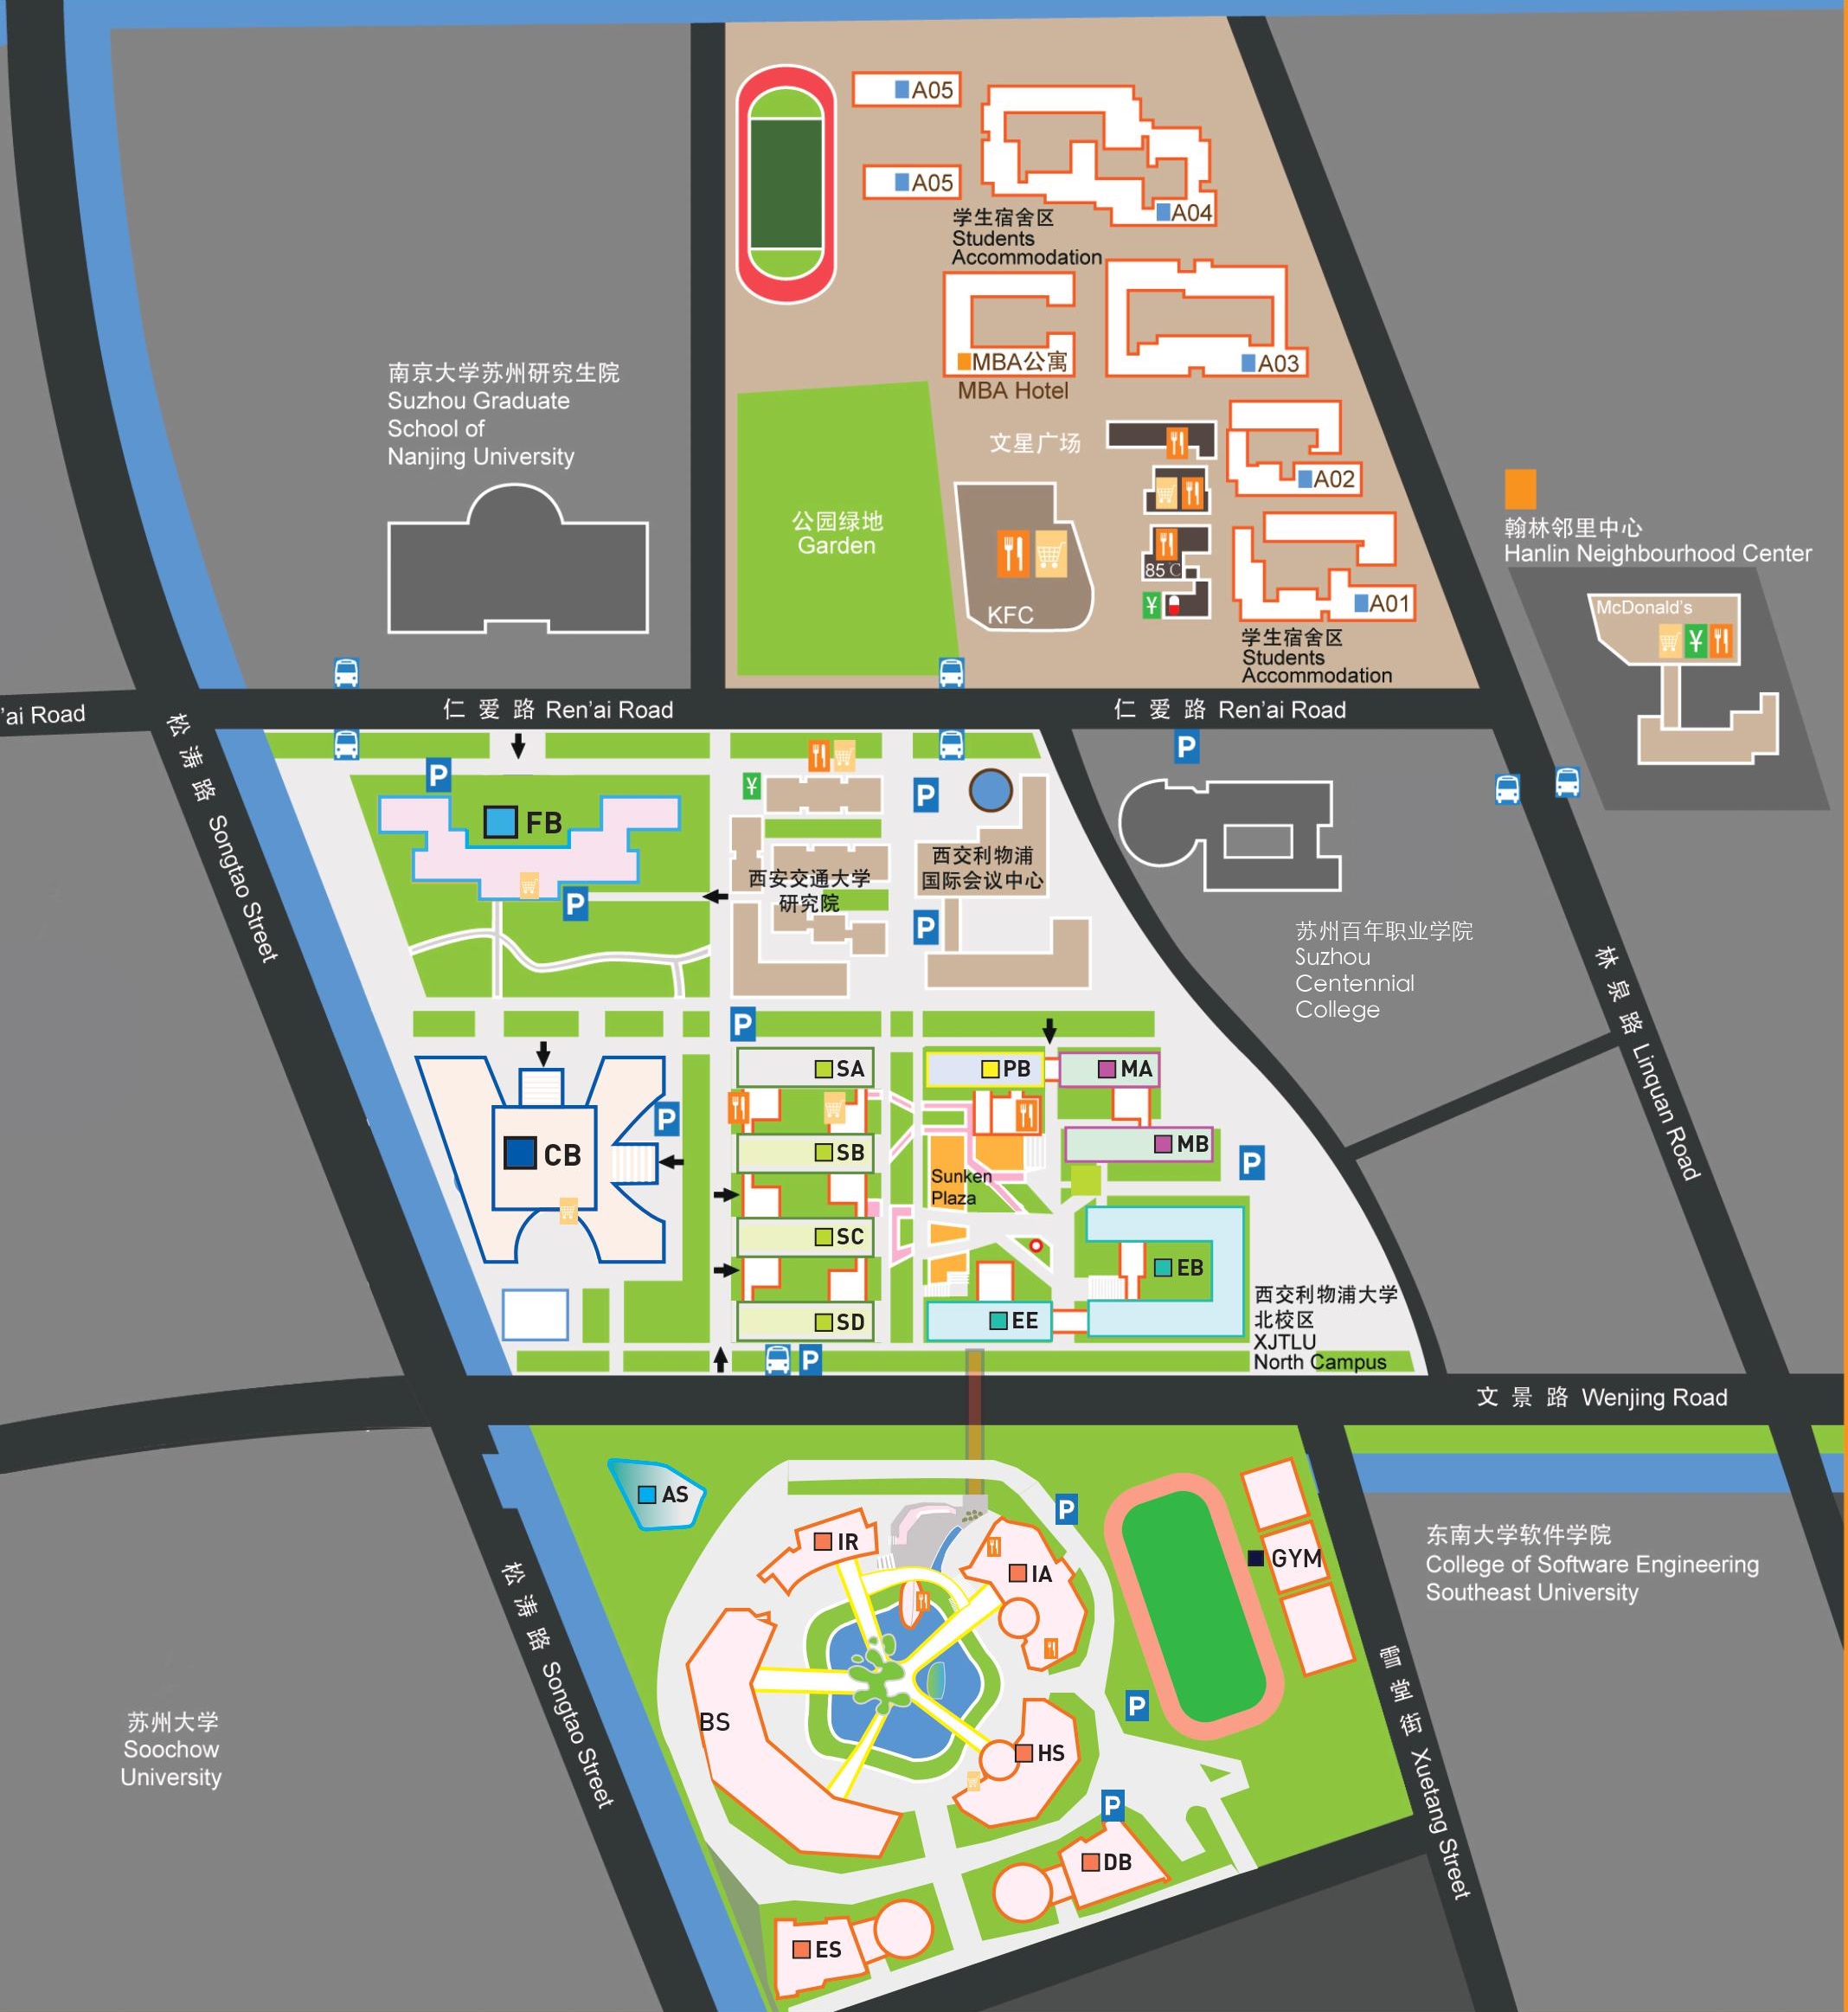 A05
A05
A04
学生宿舍区
Students
Accommodation
A03
MBA公寓
MBA Hotel
南京大学苏州研究生院
Suzhou Graduate
School of
Nanjing University
文星广场
A02
公园绿地
Garden
翰林邻里中心
Hanlin Neighbourhood Center
85℃
¥
KFC
A01
McDonald's
¥
学生宿舍区
Students
Accommodation
'ai Road
仁 爱 路 Ren'ai Road
仁 爱 路 Ren'ai Road
松 涛 路 Songtao Street
P
P
¥
P
FB
西安交通大学
研究院
西交利物浦
国际会议中心
P
P
苏州百年职业学院
Suzhou
Centennial
College
林 泉 路 Linquan Road
P
SA
PB
MA
P
CB
SB
MB
P
Sunken
Plaza
SC
EB
SD
EE
西交利物浦大学
北校区
XJTLU
North Campus
P
文 景 路 Wenjing Road
AS
P
IR
IA
GYM
东南大学软件学院
College of Software Engineering
Southeast University
松 涛 路 Songtao Street
雪 堂 街 Xuetang Street
苏州大学
Soochow
University
BS
P
HS
P
DB
ES